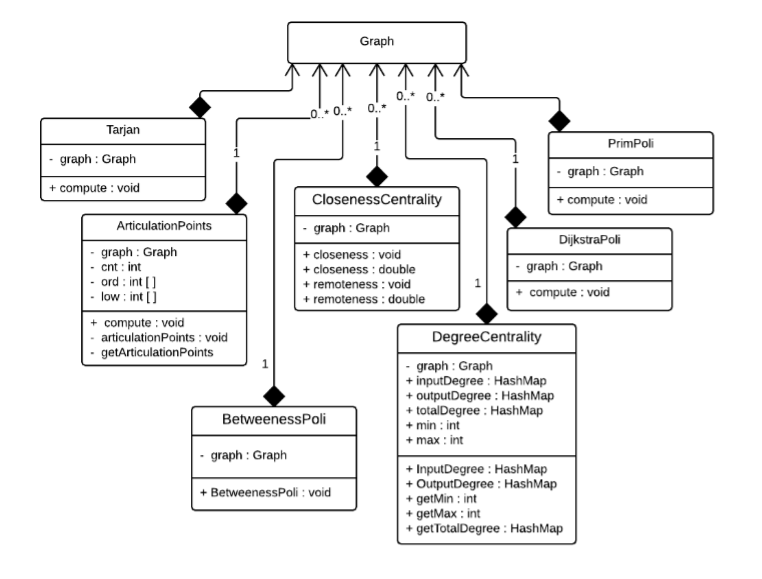 Graph
0..*
0..*
0..*
0..*
0..*
1
1
1
1
1
Tarjan
- graph : Graph
+ compute : void
PrimPoli
- graph : Graph
+ compute : void
ArticulationPoints
- graph : Graph
- cnt : int
- ord : int [ ]
- low : int [ ]
+ compute : void
- articulationPoints : void
- getArticulationPoints
ClosenessCentrality
- graph : Graph
+ closeness : void
+ closeness : double
+ remoteness : void
+ remoteness : double
DijkstraPoli
- graph : Graph
+ compute : void
DegreeCentrality
- graph : Graph
+ inputDegree : HashMap
+ outputDegree : HashMap
+ totalDegree : HashMap
+ min : int
+ max : int
+ InputDegree : HashMap
+ OutputDegree : HashMap
+ getMin : int
+ getMax : int
+ getTotalDegree : HashMap
BetweenessPoli
- graph : Graph
+ BetweenessPoli : void